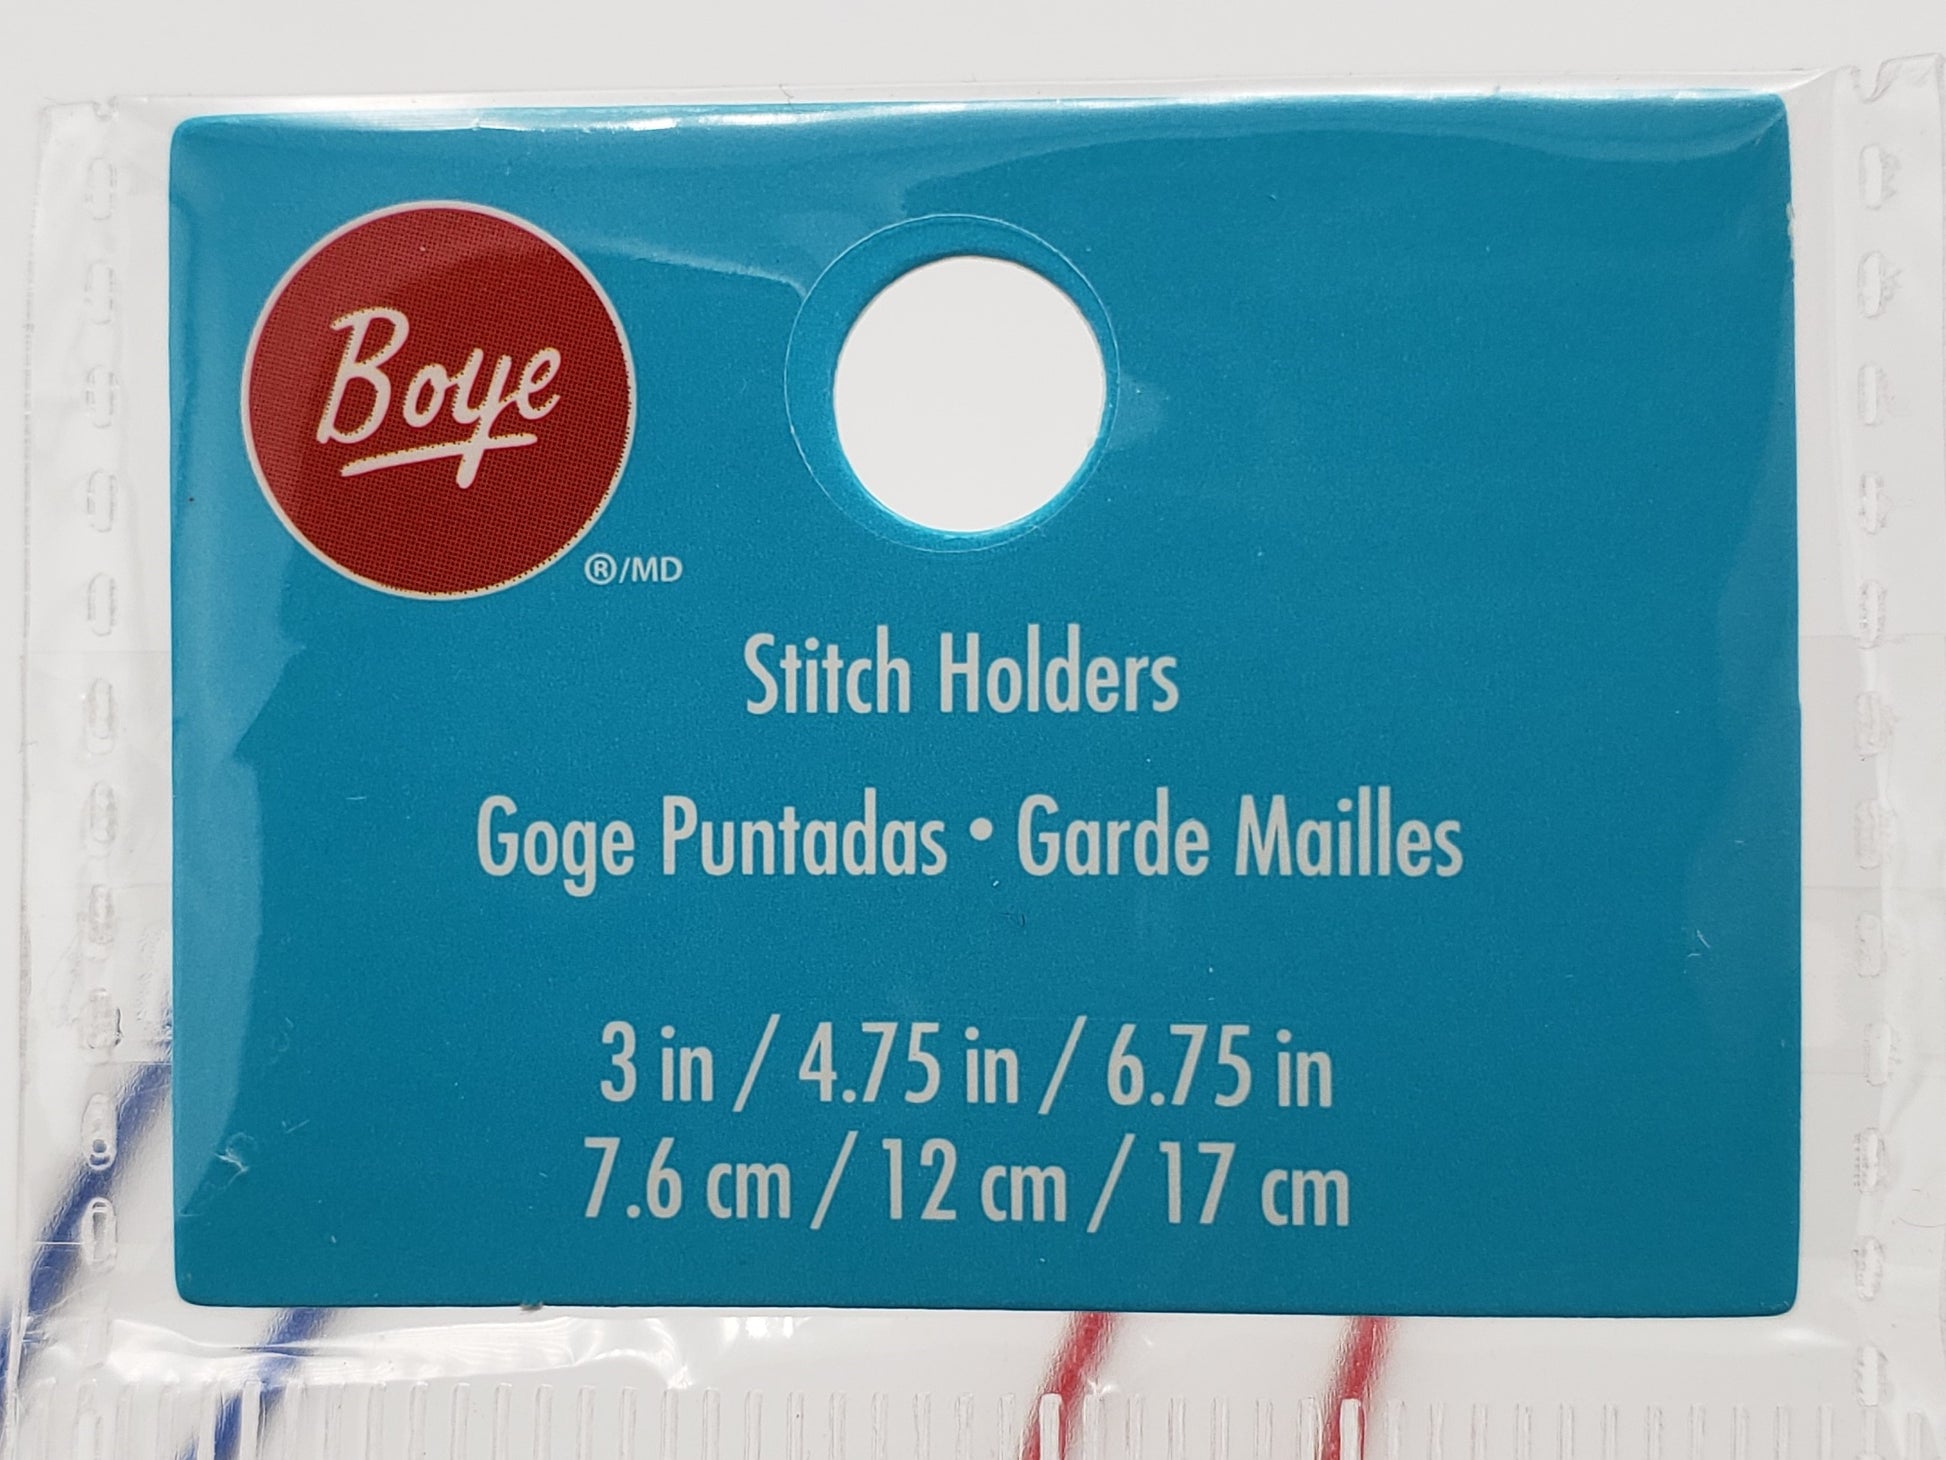 Boye
®/MD
Stitch Holders
Goge Puntadas • Garde Mailles
3 in / 4.75 in / 6.75 in
7.6 cm / 12 cm / 17 cm